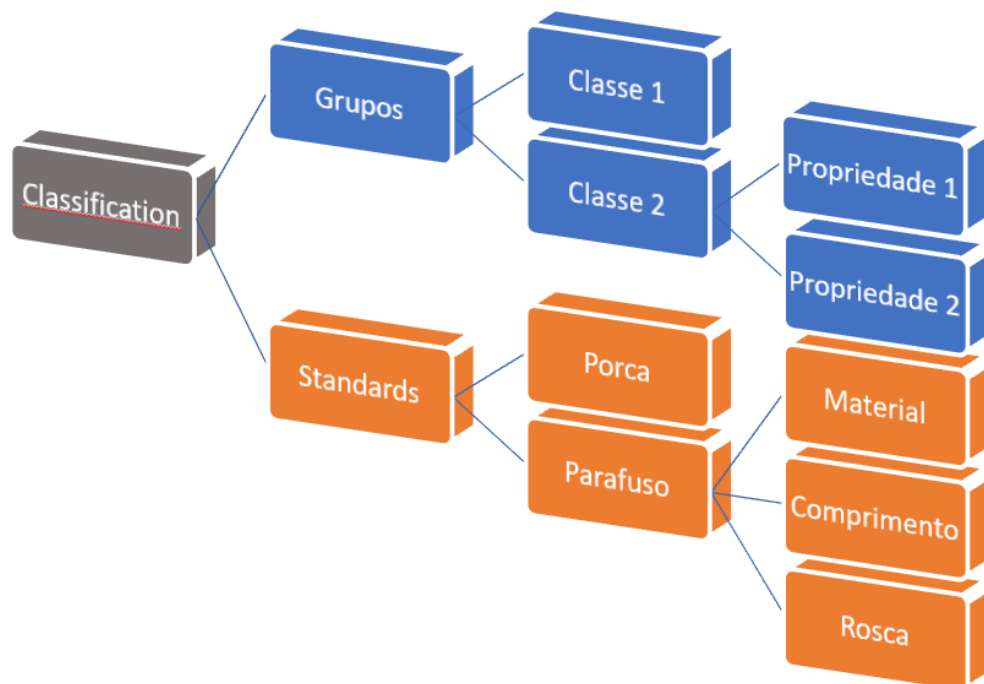 Classification
Grupos
Classe 1
Classe 2
Propriedade 1
Propriedade 2
Standards
Porca
Parafuso
Material
Comprimento
Rosca